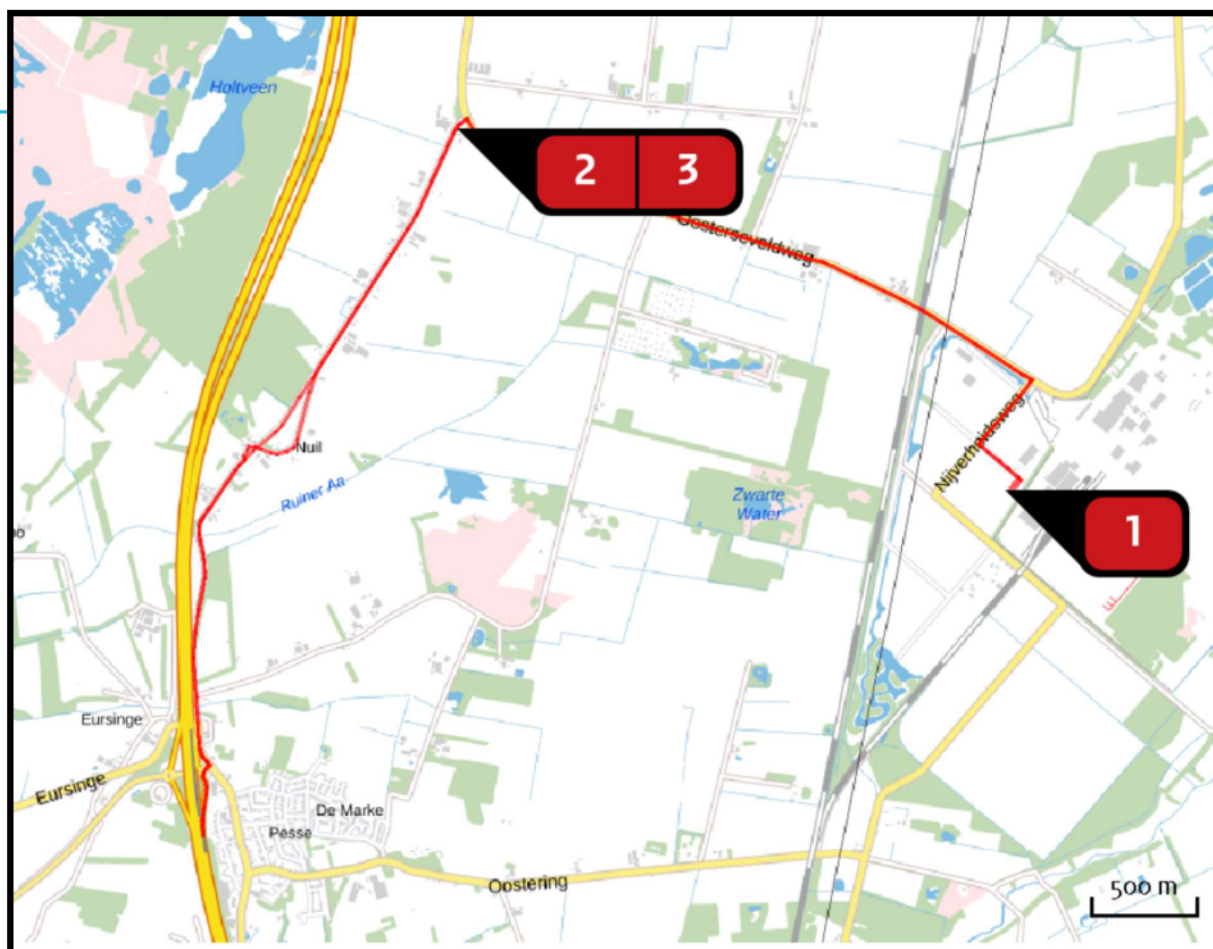 Holtveen
2 3
Oosterseveldweg
Nijverheidsweg
Nuil
Ruiner Aa
Zwarte
Water
1
Eursinge
Eursinge
De Marke
Pesse
Oostering
500 m